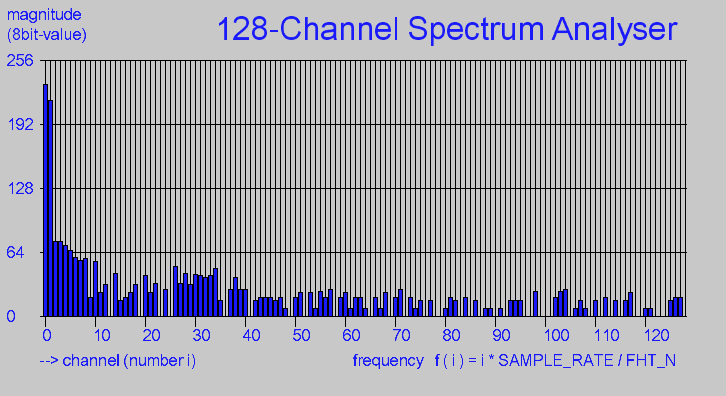 magnitude
(8bit-value)
128-Channel Spectrum Analyser
256
192
128
64
0
0 10 20 30 40 50 60 70 80 90 100 110 120
--> channel (number i) frequency f ( i ) = i * SAMPLE_RATE / FHT_N